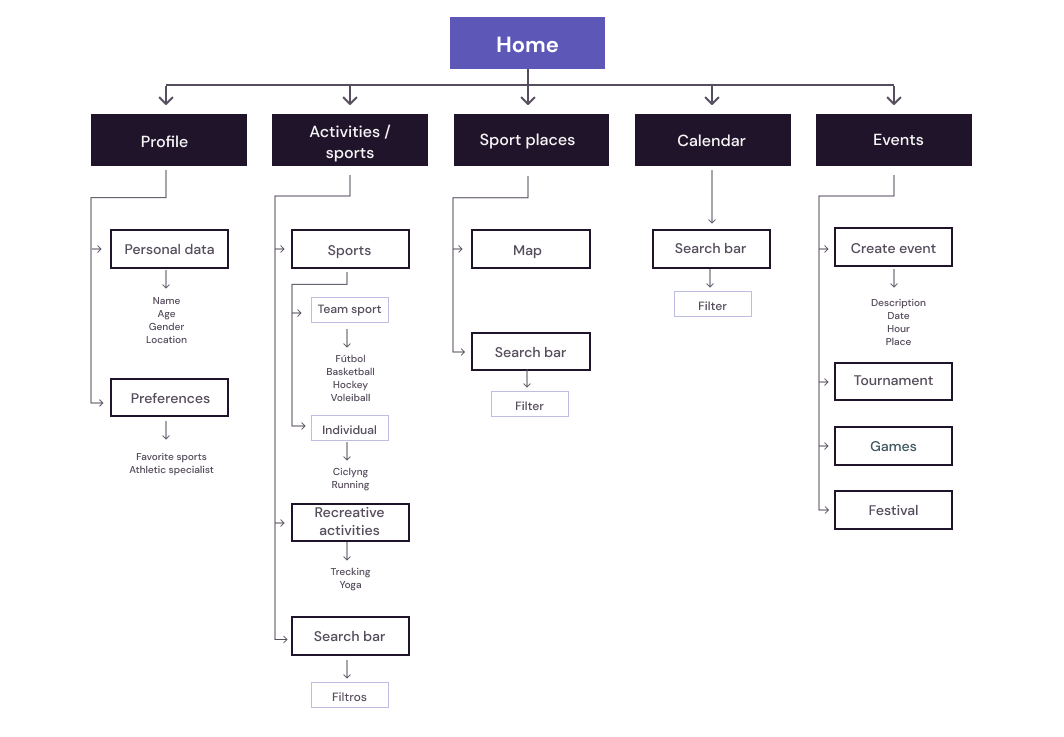 Home
Profile
Activities /
sports
Sport places
Calendar
Events
Personal data
Name
Age
Gender
Location
Preferences
Favorite sports
Athletic specialist
Sports
Team sport
Fútbol
Basketball
Hockey
Voleiball
Individual
Ciclyng
Running
Recreative
activities
Trecking
Yoga
Search bar
Filtros
Map
Search bar
Filter
Search bar
Filter
Create event
Description
Date
Hour
Place
Tournament
Games
Festival